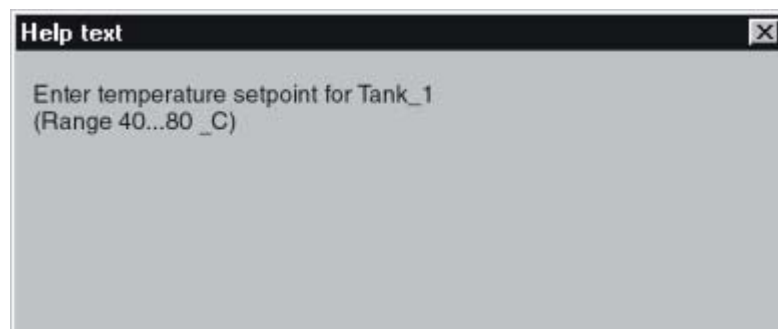 Help text
Enter temperature setpoint for Tank_1
(Range 40...80 _C)